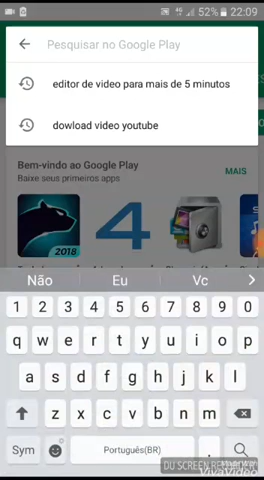 52% 22:09
Pesquisar no Google Play
editor de video para mais de 5 minutos
dowload video youtube
Bem-vindo ao Google Play
Baixe seus primeiros apps
MAIS
2018
4
Não Eu Vc
1 2 3 4 5 6 7 8 9 0
q w e r t y u i o p
a s d f g h j k l
z x c v b n m
Sym Português(BR) .
DU SCREEN RECORDER
VivaVideo